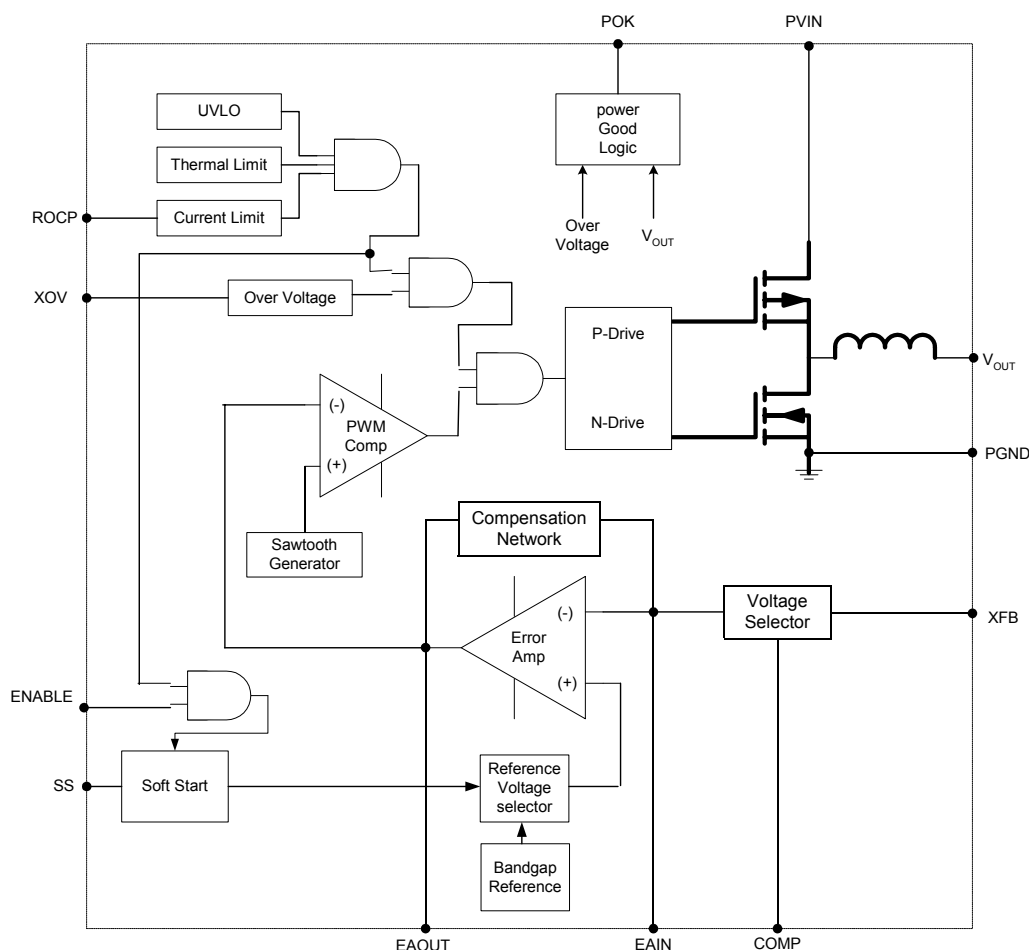 POK
PVIN
UVLO
power
Good
Logic
Thermal Limit
ROCP
Current Limit
Over
Voltage
VOUT
XOV
Over Voltage
P-Drive
VOUT
(-)
PWM
Comp
(+)
N-Drive
PGND
Compensation
Network
Sawtooth
Generator
Voltage
Selector
XFB
(-)
Error
Amp
(+)
ENABLE
SS
Soft Start
Reference
Voltage
selector
Bandgap
Reference
EAOUT
EAIN
COMP